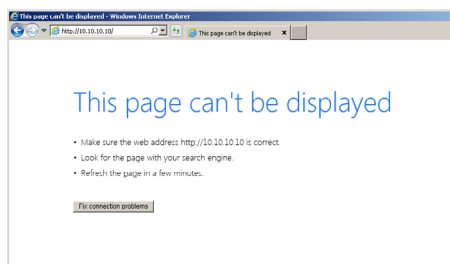 This page can't be displayed - Windows Internet Explorer
http://10.10.10.10/
This page can't be displayed
This page can't be displayed
• Make sure the web address http://10.10.10.10 is correct.
• Look for the page with your search engine.
• Refresh the page in a few minutes.
Fix connection problems